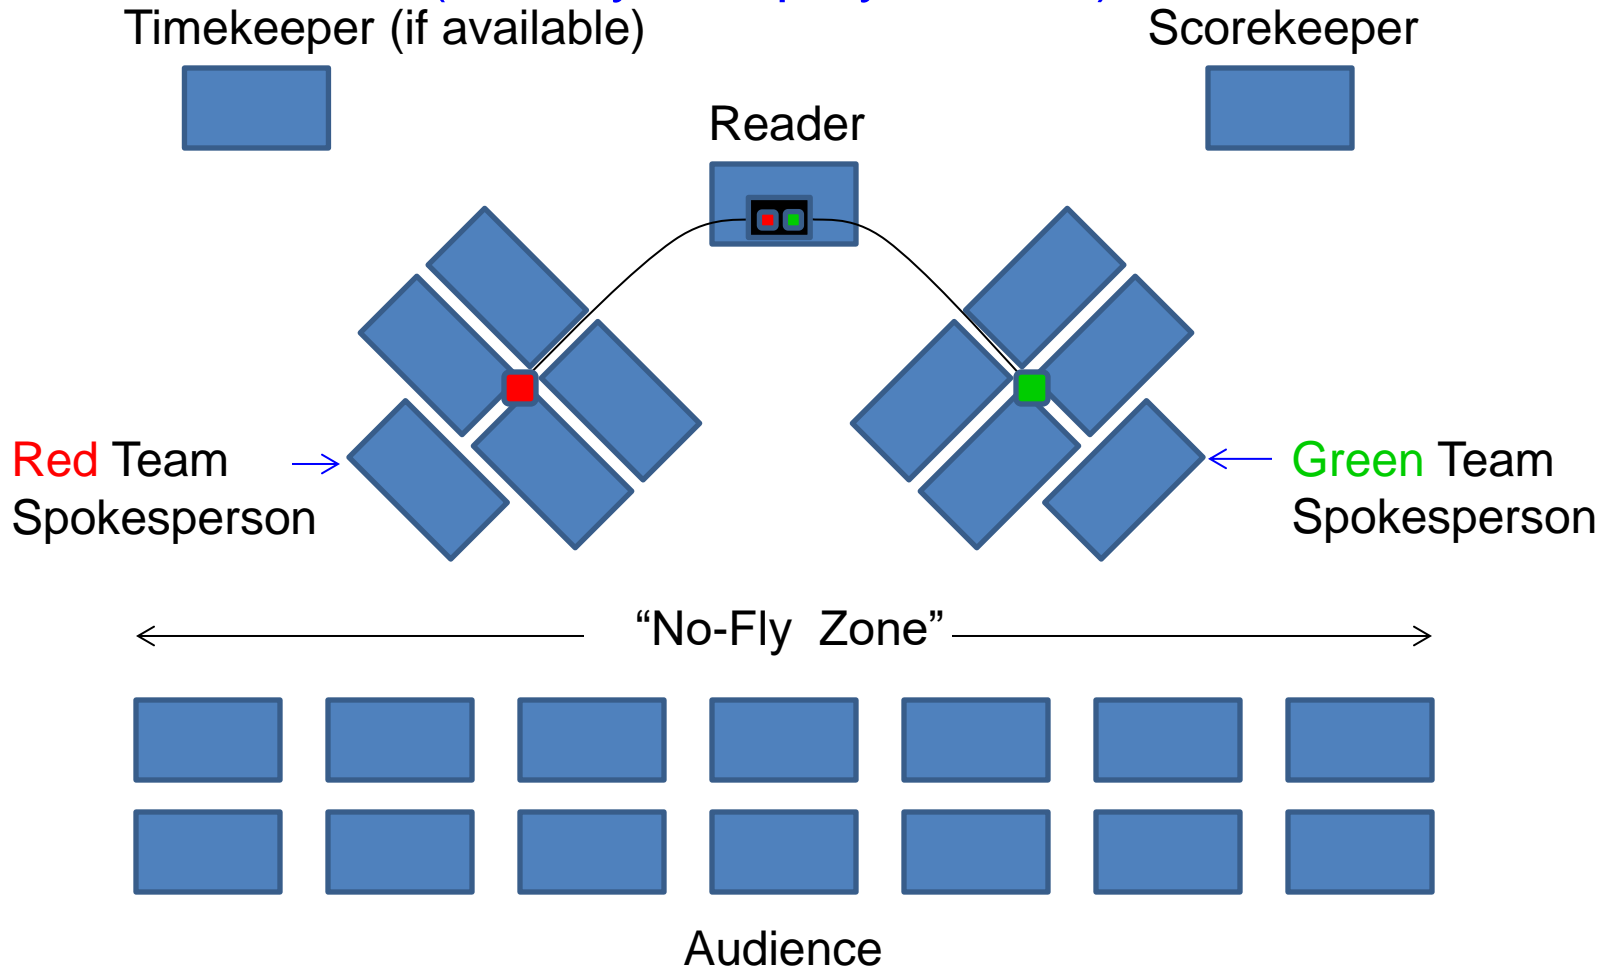 Timekeeper (if available)
Scorekeeper
Reader
Red Team
Spokesperson
Green Team
Spokesperson
“No-Fly Zone”
Audience